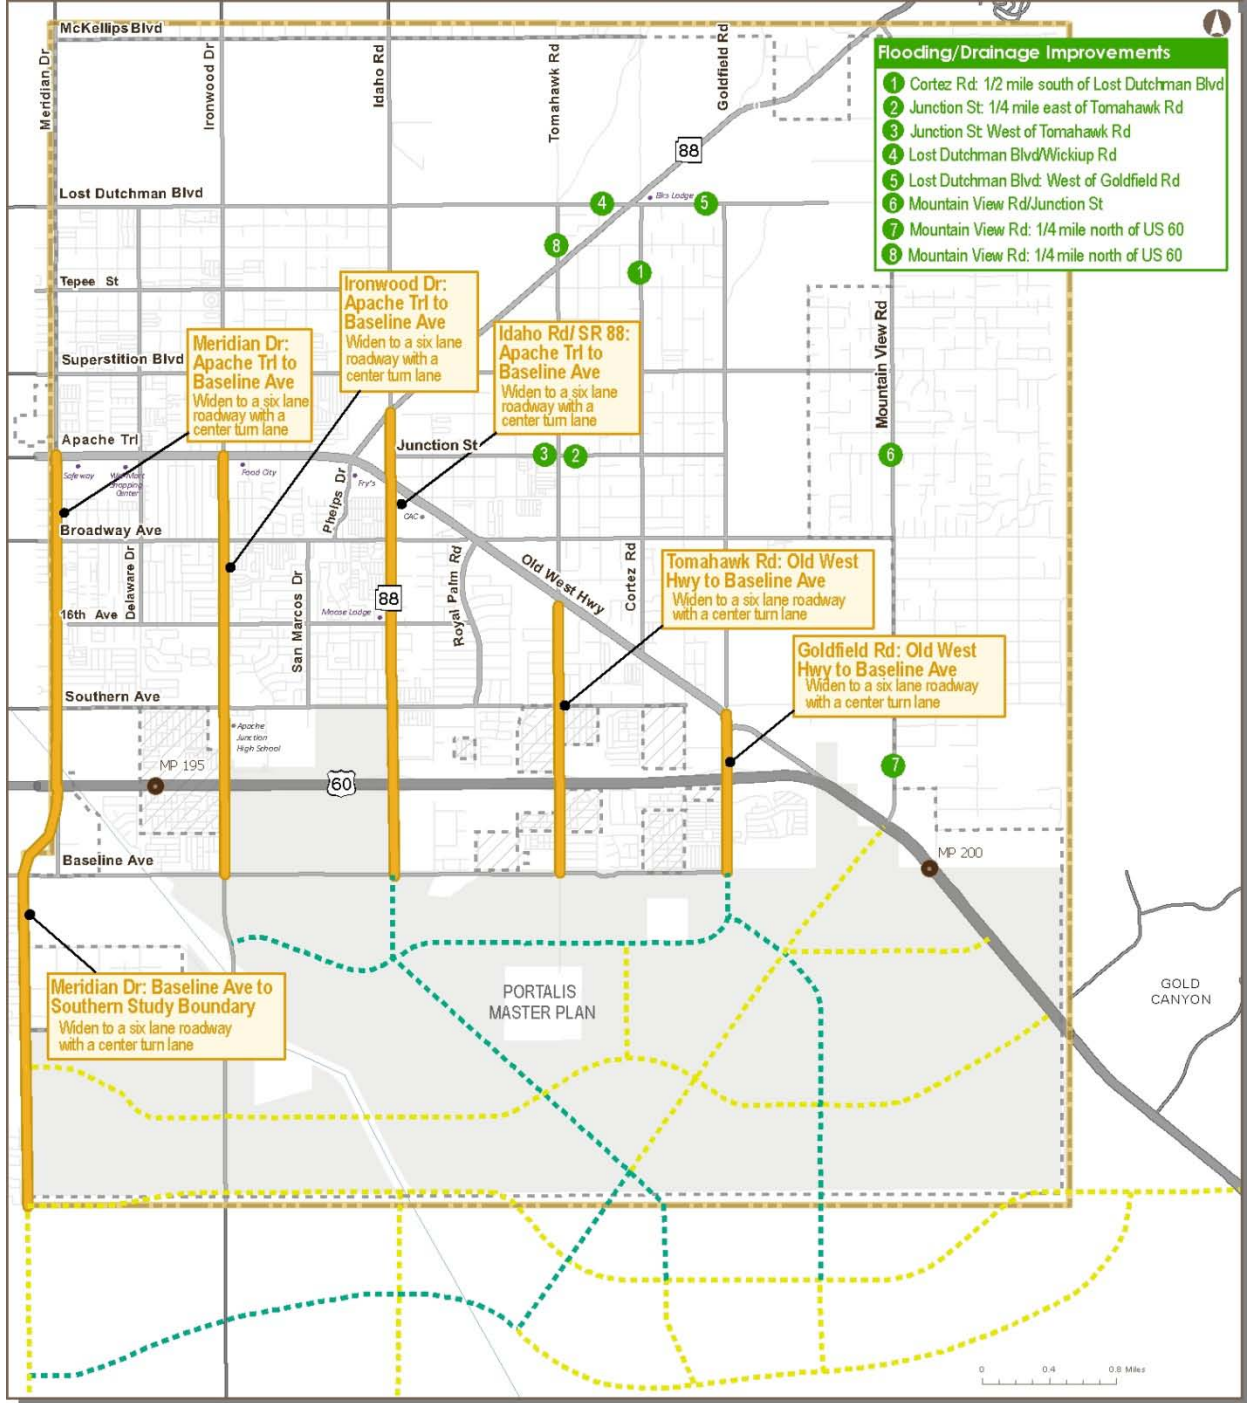 McKellips Blvd
Meridian Dr
Ironwood Dr
Idaho Rd
Tomahawk Rd
Goldfield Rd
Flooding/Drainage Improvements
1 Cortez Rd: 1/2 mile south of Lost Dutchman Blvd
2 Junction St: 1/4 mile east of Tomahawk Rd
3 Junction St: West of Tomahawk Rd
4 Lost Dutchman Blvd/Wickiup Rd
5 Lost Dutchman Blvd: West of Goldfield Rd
6 Mountain View Rd/Junction St
7 Mountain View Rd: 1/4 mile north of US 60
8 Mountain View Rd: 1/4 mile north of US 60
88
Lost Dutchman Blvd
4
Elks Lodge
5
8
1
Tepee St
Ironwood Dr:
Apache Trl to
Baseline Ave
Widen to a six lane
roadway with a
center turn lane
Meridian Dr:
Apache Trl to
Baseline Ave
Widen to a six lane
roadway with a
center turn lane
Idaho Rd/ SR 88:
Apache Trl to
Baseline Ave
Widen to a six lane
roadway with a
center turn lane
Mountain View Rd
Superstition Blvd
Apache Trl
Junction St
3
2
6
Safeway
Wal-Mart
Shopping
Center
Food City
Fry's
Phelps Dr
CAC
Broadway Ave
Delaware Dr
San Marcos Dr
Royal Palm Rd
Old West Hwy
Cortez Rd
Tomahawk Rd: Old West
Hwy to Baseline Ave
Widen to a six lane roadway
with a center turn lane
88
16th Ave
Moose Lodge
Goldfield Rd: Old West
Hwy to Baseline Ave
Widen to a six lane roadway
with a center turn lane
Southern Ave
Apache
Junction
High School
MP 195
60
7
Baseline Ave
MP 200
Meridian Dr: Baseline Ave to
Southern Study Boundary
Widen to a six lane roadway
with a center turn lane
PORTALIS
MASTER PLAN
GOLD
CANYON
0 0.4 0.8 Miles